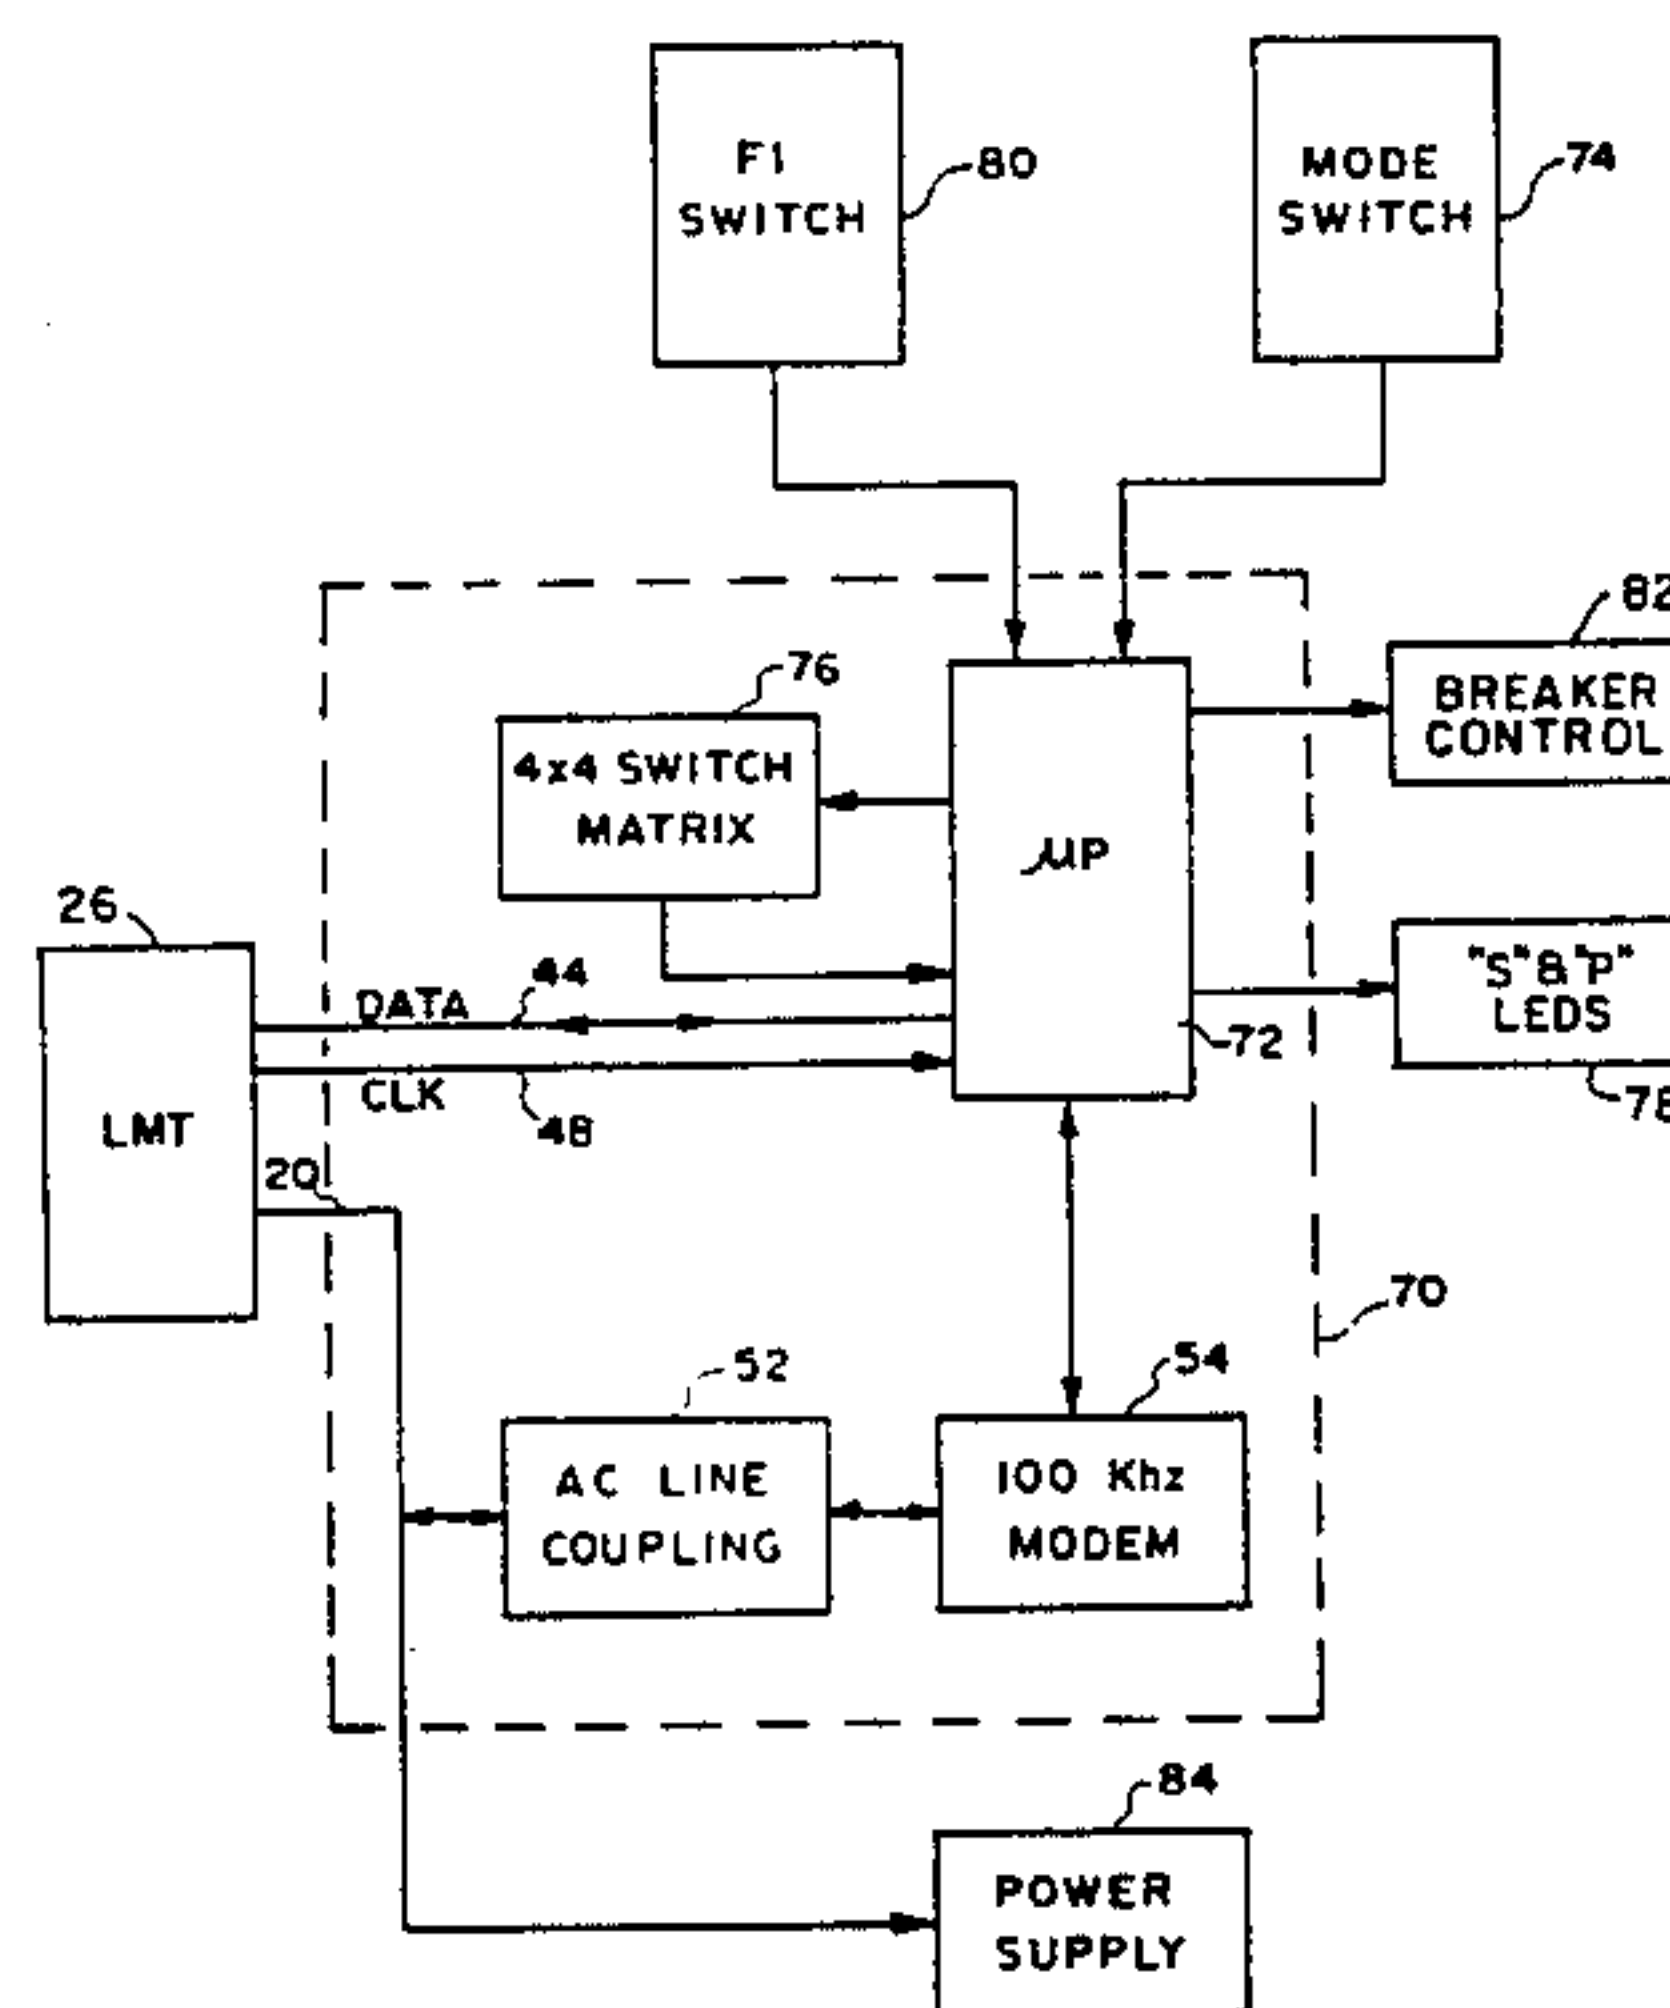 F1
SWITCH
80
MODE
SWITCH
74
82
BREAKER
CONTROL
76
4x4 SWITCH
MATRIX
µP
26
LMT
DATA
44
CLK
48
72
"S" & "P"
LEDS
78
20
70
52
54
AC LINE
COUPLING
100 Khz
MODEM
84
POWER
SUPPLY